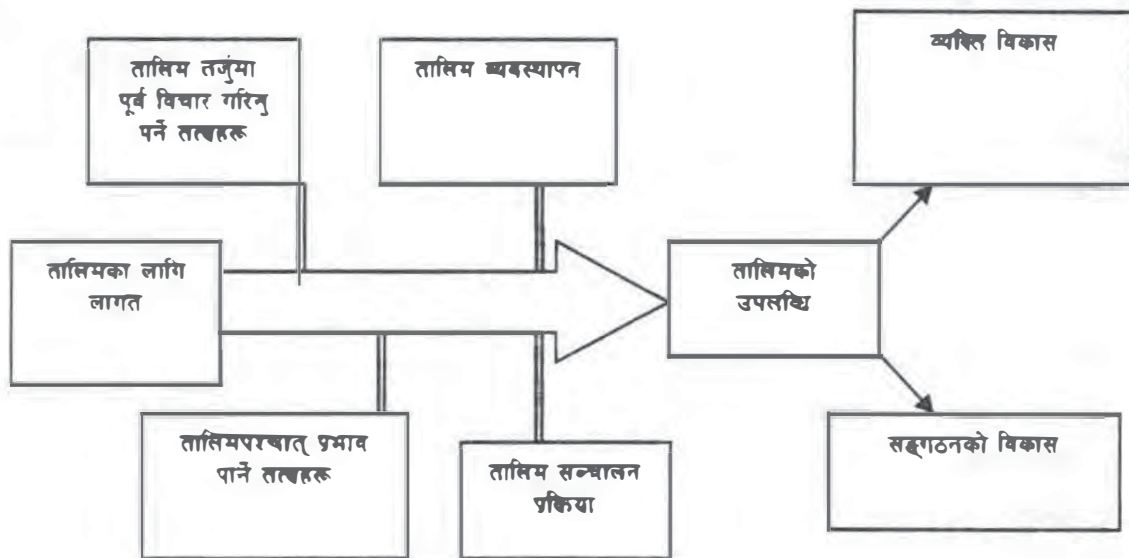 तालिम तर्जुमा
पूर्व विचार गरिनु
पर्ने तत्वहरू
तालिम व्यवस्थापन
व्यक्ति विकास
तालिमका लागि
लागत
तालिमको
उपलब्धि
तालिमपश्चात् प्रभाव
पार्ने तत्वहरू
तालिम सञ्चालन
प्रक्रिया
सङ्गठनको विकास